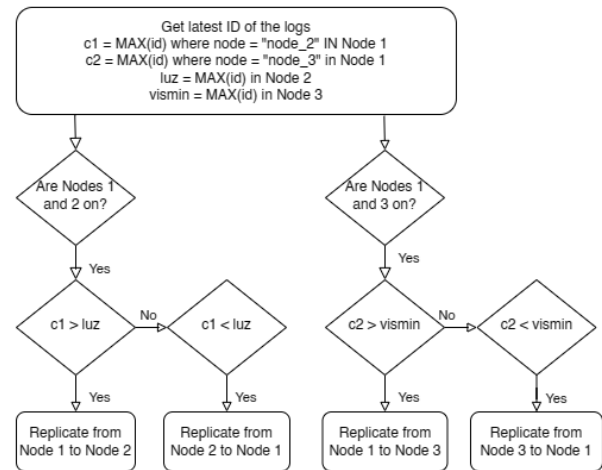 Get latest ID of the logs
c1 = MAX(id) where node = "node_2" IN Node 1
c2 = MAX(id) where node = "node_3" in Node 1
luz = MAX(id) in Node 2
vismin = MAX(id) in Node 3
Are Nodes 1
and 2 on?
Are Nodes 1
and 3 on?
Yes
Yes
c1 > luz
No
c1 < luz
c2 > vismin
No
c2 < vismin
Yes
Yes
Yes
Yes
Replicate from
Node 1 to Node 2
Replicate from
Node 2 to Node 1
Replicate from
Node 1 to Node 3
Replicate from
Node 3 to Node 1